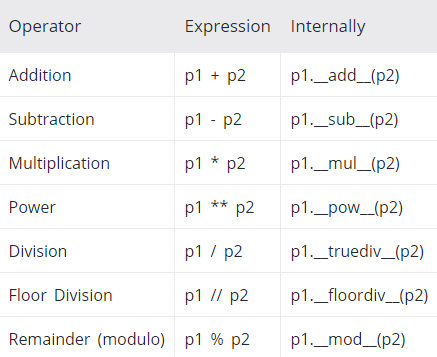 Operator Expression Internally
Addition p1 + p2 p1.__add__(p2)
Subtraction p1 - p2 p1.__sub__(p2)
Multiplication p1 * p2 p1.__mul__(p2)
Power p1 ** p2 p1.__pow__(p2)
Division p1 / p2 p1.__truediv__(p2)
Floor Division p1 // p2 p1.__floordiv__(p2)
Remainder (modulo) p1 % p2 p1.__mod__(p2)